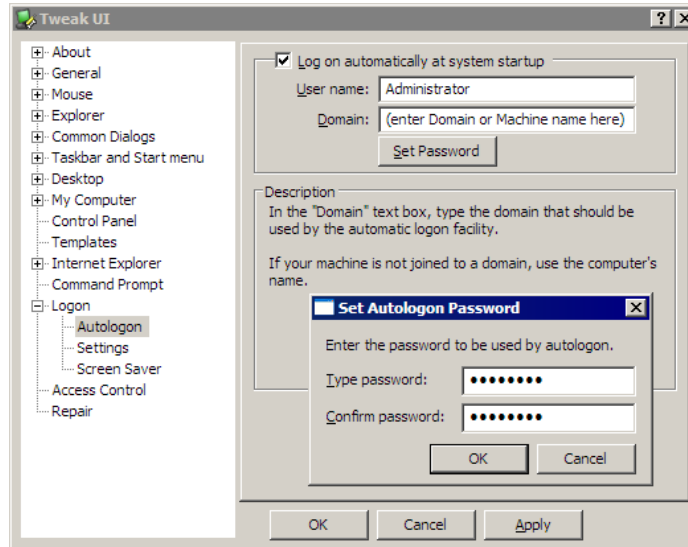 Tweak UI
About
General
Mouse
Explorer
Common Dialogs
Taskbar and Start menu
Desktop
My Computer
Control Panel
Templates
Internet Explorer
Command Prompt
Logon
Autologon
Settings
Screen Saver
Access Control
Repair
Log on automatically at system startup
User name: Administrator
Domain: (enter Domain or Machine name here)
Set Password
Description
In the "Domain" text box, type the domain that should be
used by the automatic logon facility.
If your machine is not joined to a domain, use the computer's
name.
Set Autologon Password
Enter the password to be used by autologon.
Type password: ••••••••
Confirm password: ••••••••
OK Cancel
OK Cancel Apply